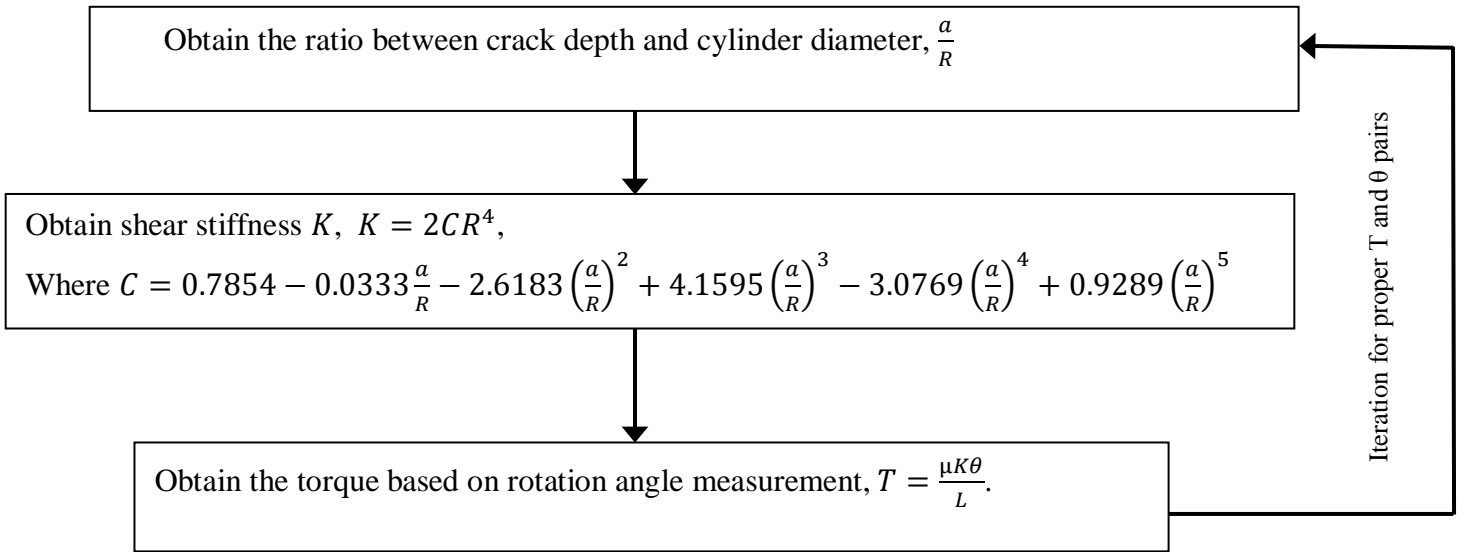 Obtain the ratio between crack depth and cylinder diameter, a/R
Obtain shear stiffness K, K = 2CR⁴,
Where C = 0.7854 − 0.0333 a/R − 2.6183 (a/R)² + 4.1595 (a/R)³ − 3.0769 (a/R)⁴ + 0.9289 (a/R)⁵
Obtain the torque based on rotation angle measurement, T = μKθ/L.
Iteration for proper T and θ pairs